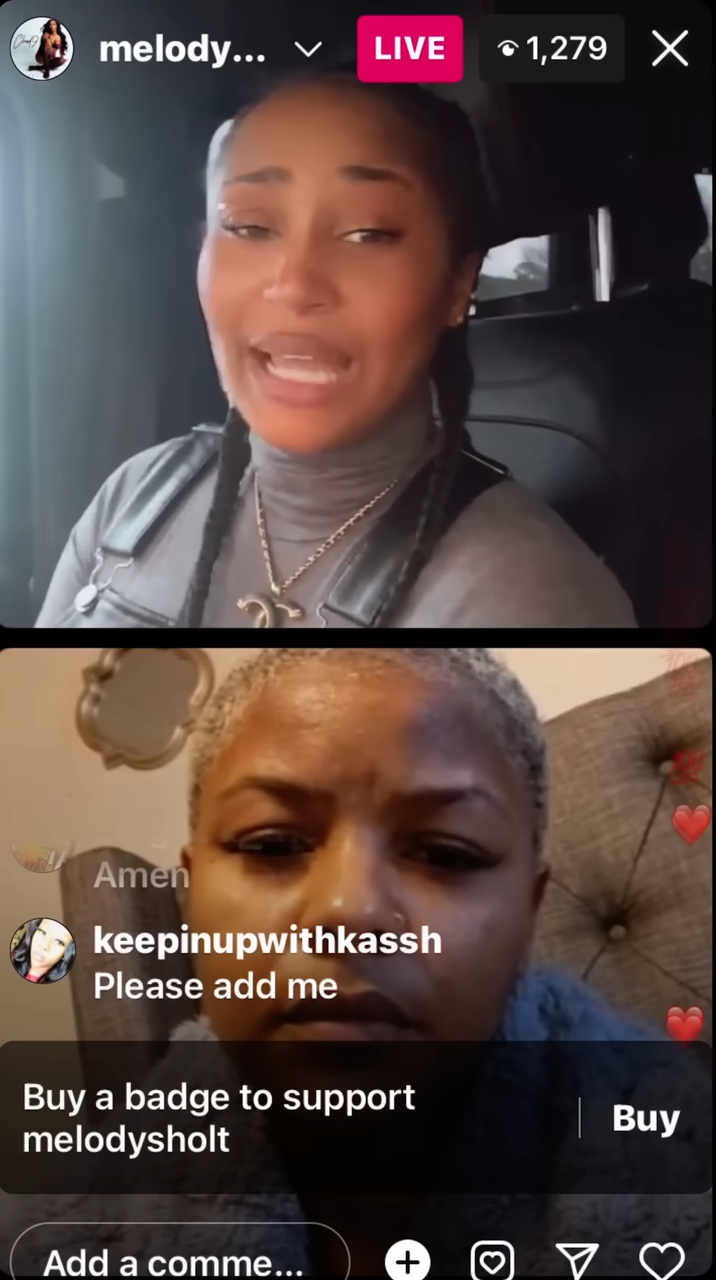 melody...
LIVE
1,279
Amen
keepinupwithkassh
Please add me
Buy a badge to support
melodysholt
Buy
Add a comme...